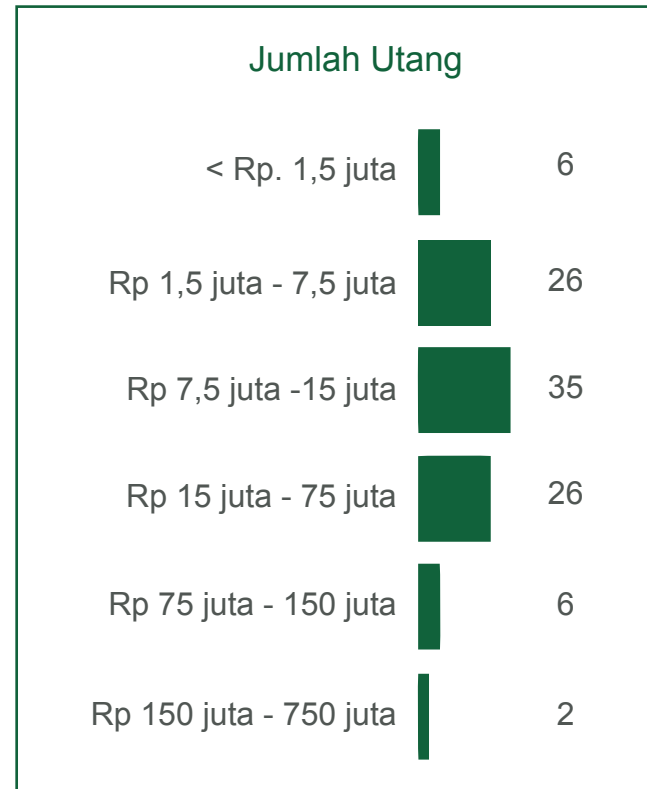 Jumlah Utang
< Rp. 1,5 juta 6
Rp 1,5 juta - 7,5 juta 26
Rp 7,5 juta -15 juta 35
Rp 15 juta - 75 juta 26
Rp 75 juta - 150 juta 6
Rp 150 juta - 750 juta 2